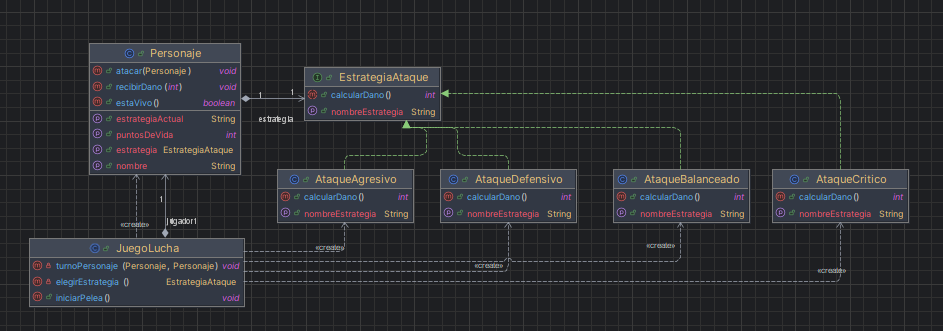 Personaje
atacar(Personaje ) void
recibirDano (int) void
estaVivo() boolean
estrategiaActual String
puntosDeVida int
estrategia EstrategiaAtaque
nombre String
EstrategiaAtaque
calcularDano() int
nombreEstrategia String
1
1
estrategia
AtaqueAgresivo
calcularDano() int
nombreEstrategia String
AtaqueDefensivo
calcularDano() int
nombreEstrategia String
AtaqueBalanceado
calcularDano() int
nombreEstrategia String
AtaqueCritico
calcularDano() int
nombreEstrategia String
1
«create»
JuegoLucha
turnoPersonaje (Personaje, Personaje) void
elegirEstrategia () EstrategiaAtaque
iniciarPelea() void
«create»
«create»
«create»
«create»